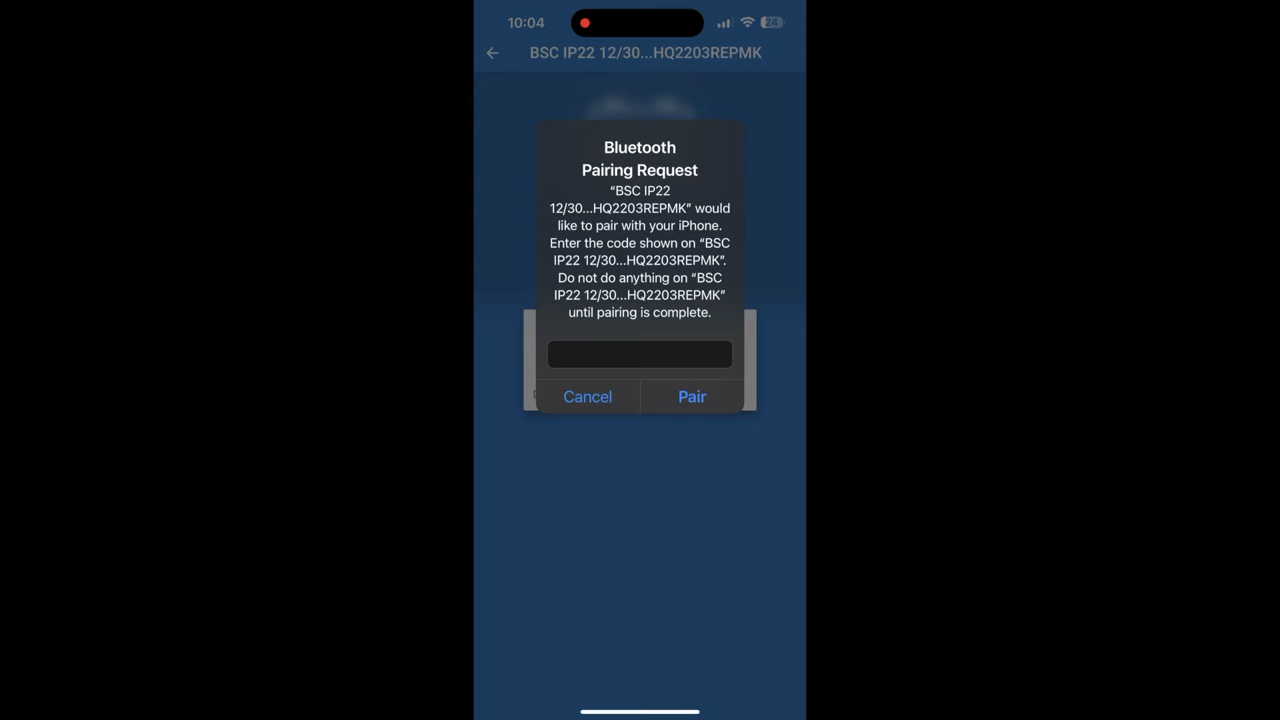 10:04
24
BSC IP22 12/30...HQ2203REPMK
Bluetooth
Pairing Request
“BSC IP22
12/30...HQ2203REPMK” would
like to pair with your iPhone.
Enter the code shown on “BSC
IP22 12/30...HQ2203REPMK”.
Do not do anything on “BSC
IP22 12/30...HQ2203REPMK”
until pairing is complete.
Cancel
Pair